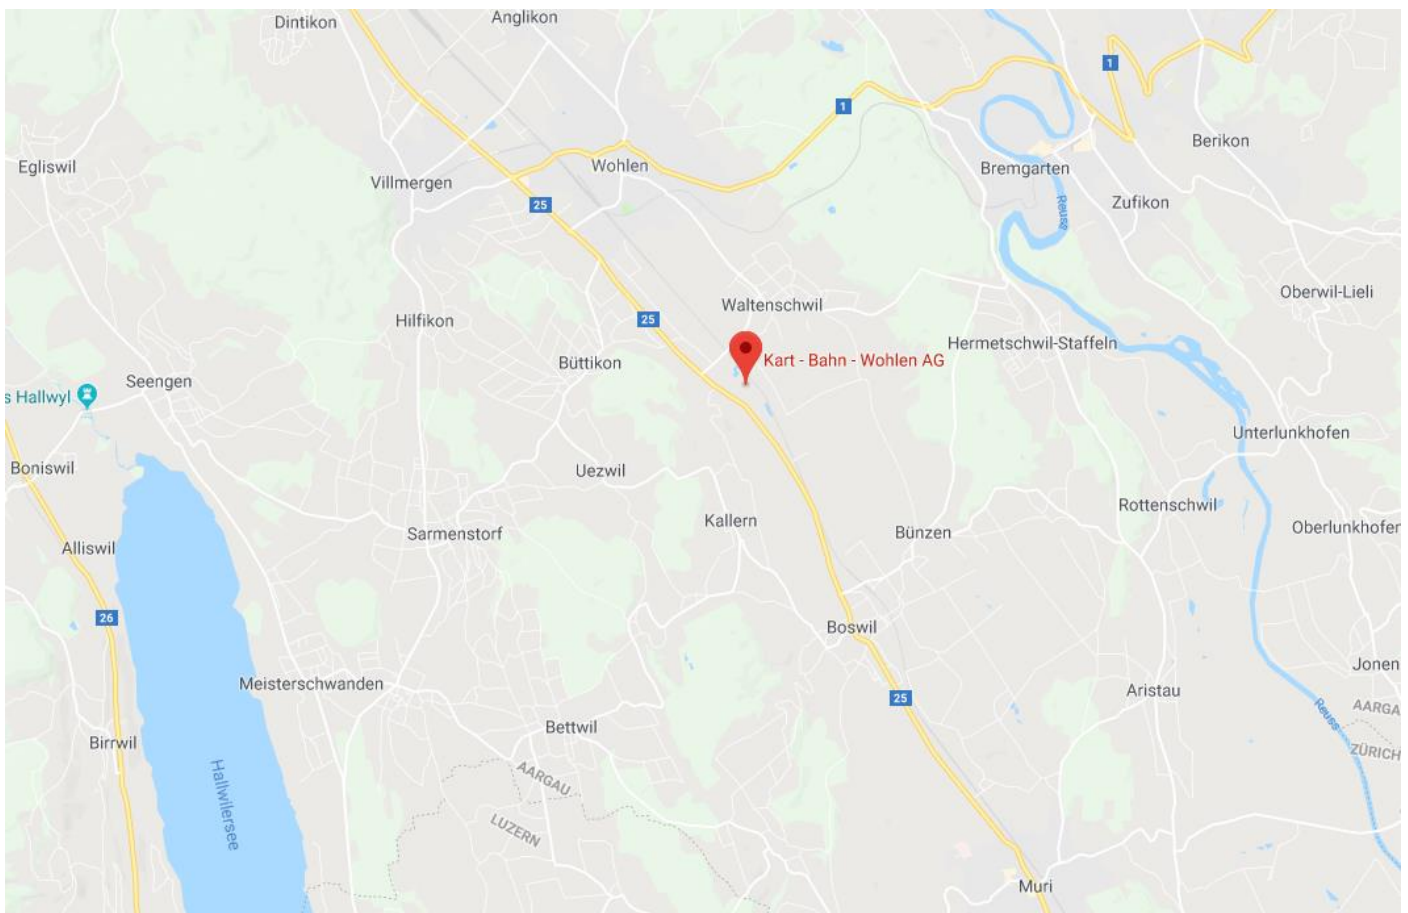 Dintikon
Anglikon
1
1
Berikon
Egliswil
Villmergen
Wohlen
Bremgarten
25
Zufikon
Reuss
Oberwil-Lieli
Hilfikon
25
Waltenschwil
Hermetschwil-Staffeln
Büttikon
Kart - Bahn - Wohlen AG
Seengen
s Hallwyl
Unterlunkhofen
Boniswil
Uezwil
Rottenschwil
Kallern
Oberlunkhofen
Sarmenstorf
Bünzen
Alliswil
26
Boswil
Jonen
Meisterschwanden
Aristau
25
AARGA
Reuss
Bettwil
Birrwil
ZÜRICH
AARGAU
Hallwilersee
LUZERN
Muri